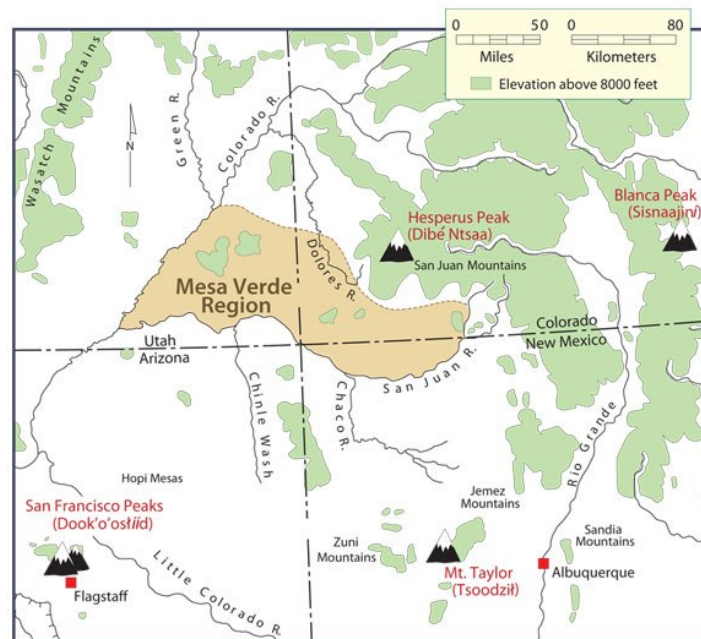 0 50 0 80
Miles Kilometers
Elevation above 8000 feet
Wasatch Mountains
N
Green R.
Colorado R.
Blanca Peak
(Sisnaajiní)
Hesperus Peak
(Dibé Ntsaa)
San Juan Mountains
Dolores R.
Mesa Verde
Region
Utah
Arizona
Colorado
New Mexico
San Juan R.
Chinle Wash
Chaco R.
Rio Grande
Hopi Mesas
San Francisco Peaks
(Dook'o'osłííd)
Flagstaff
Little Colorado R.
Zuni
Mountains
Jemez
Mountains
Mt. Taylor
(Tsoodził)
Sandia
Mountains
Albuquerque